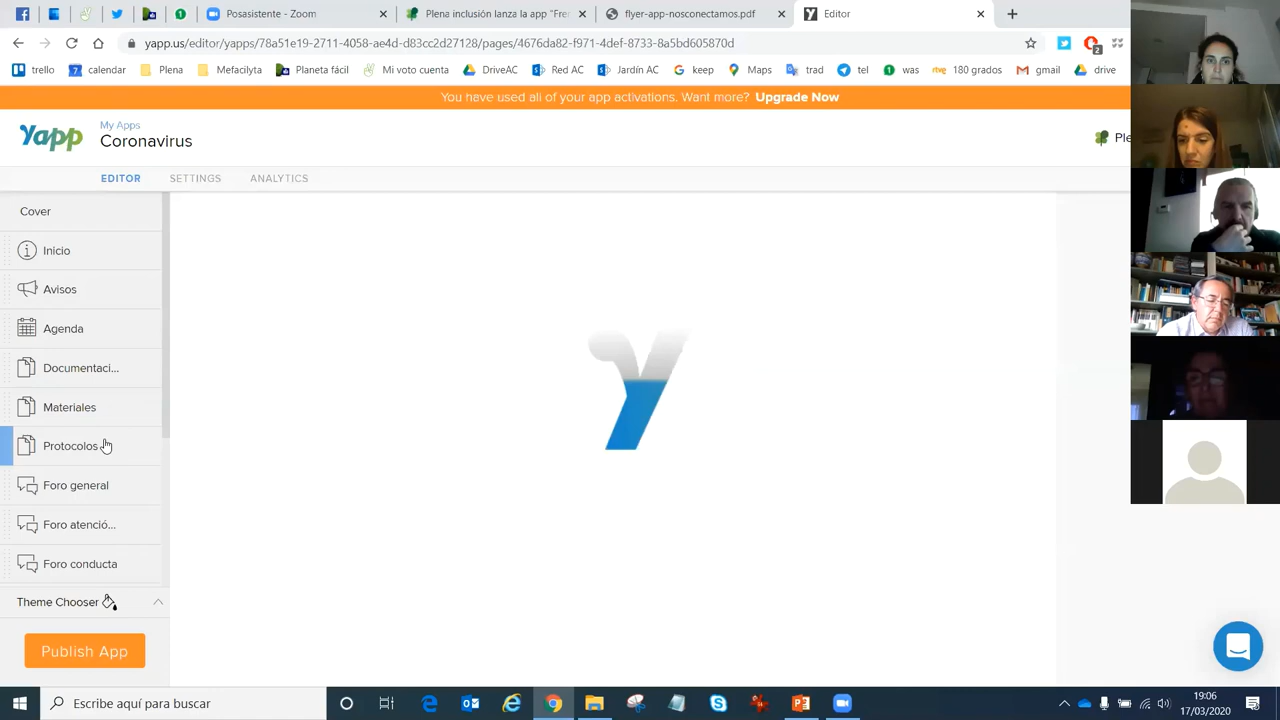 Posasistente - Zoom
Plena inclusión lanza la app "Fre
flyer-app-nosconectamos.pdf
Editor
yapp.us/editor/yapps/78a51e19-2711-4058-ae4d-d83cc2d27128/pages/4676da82-f971-4def-8733-8a5bd605870d
2
trello
7 calendar
Plena
Metafacilyta
Planeta fácil
Mi voto cuenta
DriveAC
Red AC
Jardín AC
keep
Maps
trad
tel
1 was
rtve 180 grados
gmail
drive
You have used all of your app activations. Want more? Upgrade Now
Yapp
My Apps
Coronavirus
Ple
EDITOR
SETTINGS
ANALYTICS
Cover
Inicio
Avisos
Agenda
Documentaci...
Materiales
Protocolos
Foro general
Foro atenció...
Foro conducta
Theme Chooser
Publish App
Escribe aquí para buscar
19:06
17/03/2020